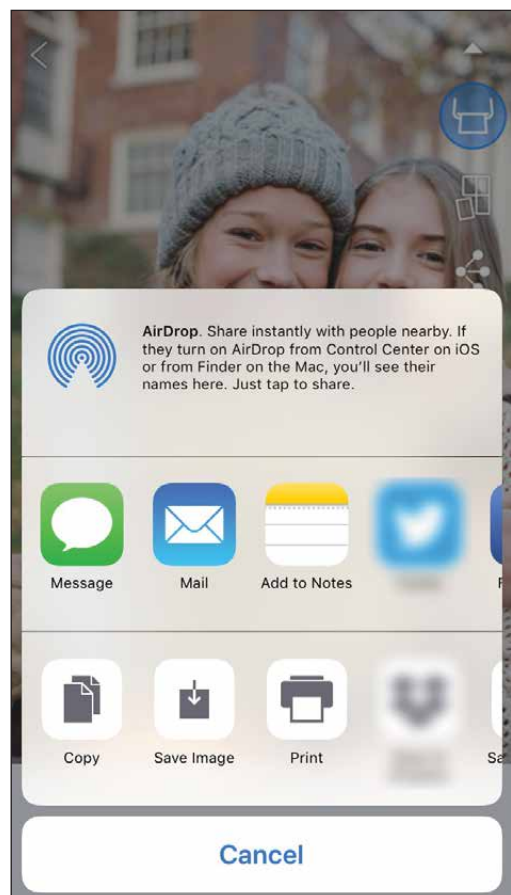 AirDrop. Share instantly with people nearby. If
they turn on AirDrop from Control Center on iOS
or from Finder on the Mac, you'll see their
names here. Just tap to share.
Message Mail Add to Notes
Copy Save Image Print
Cancel